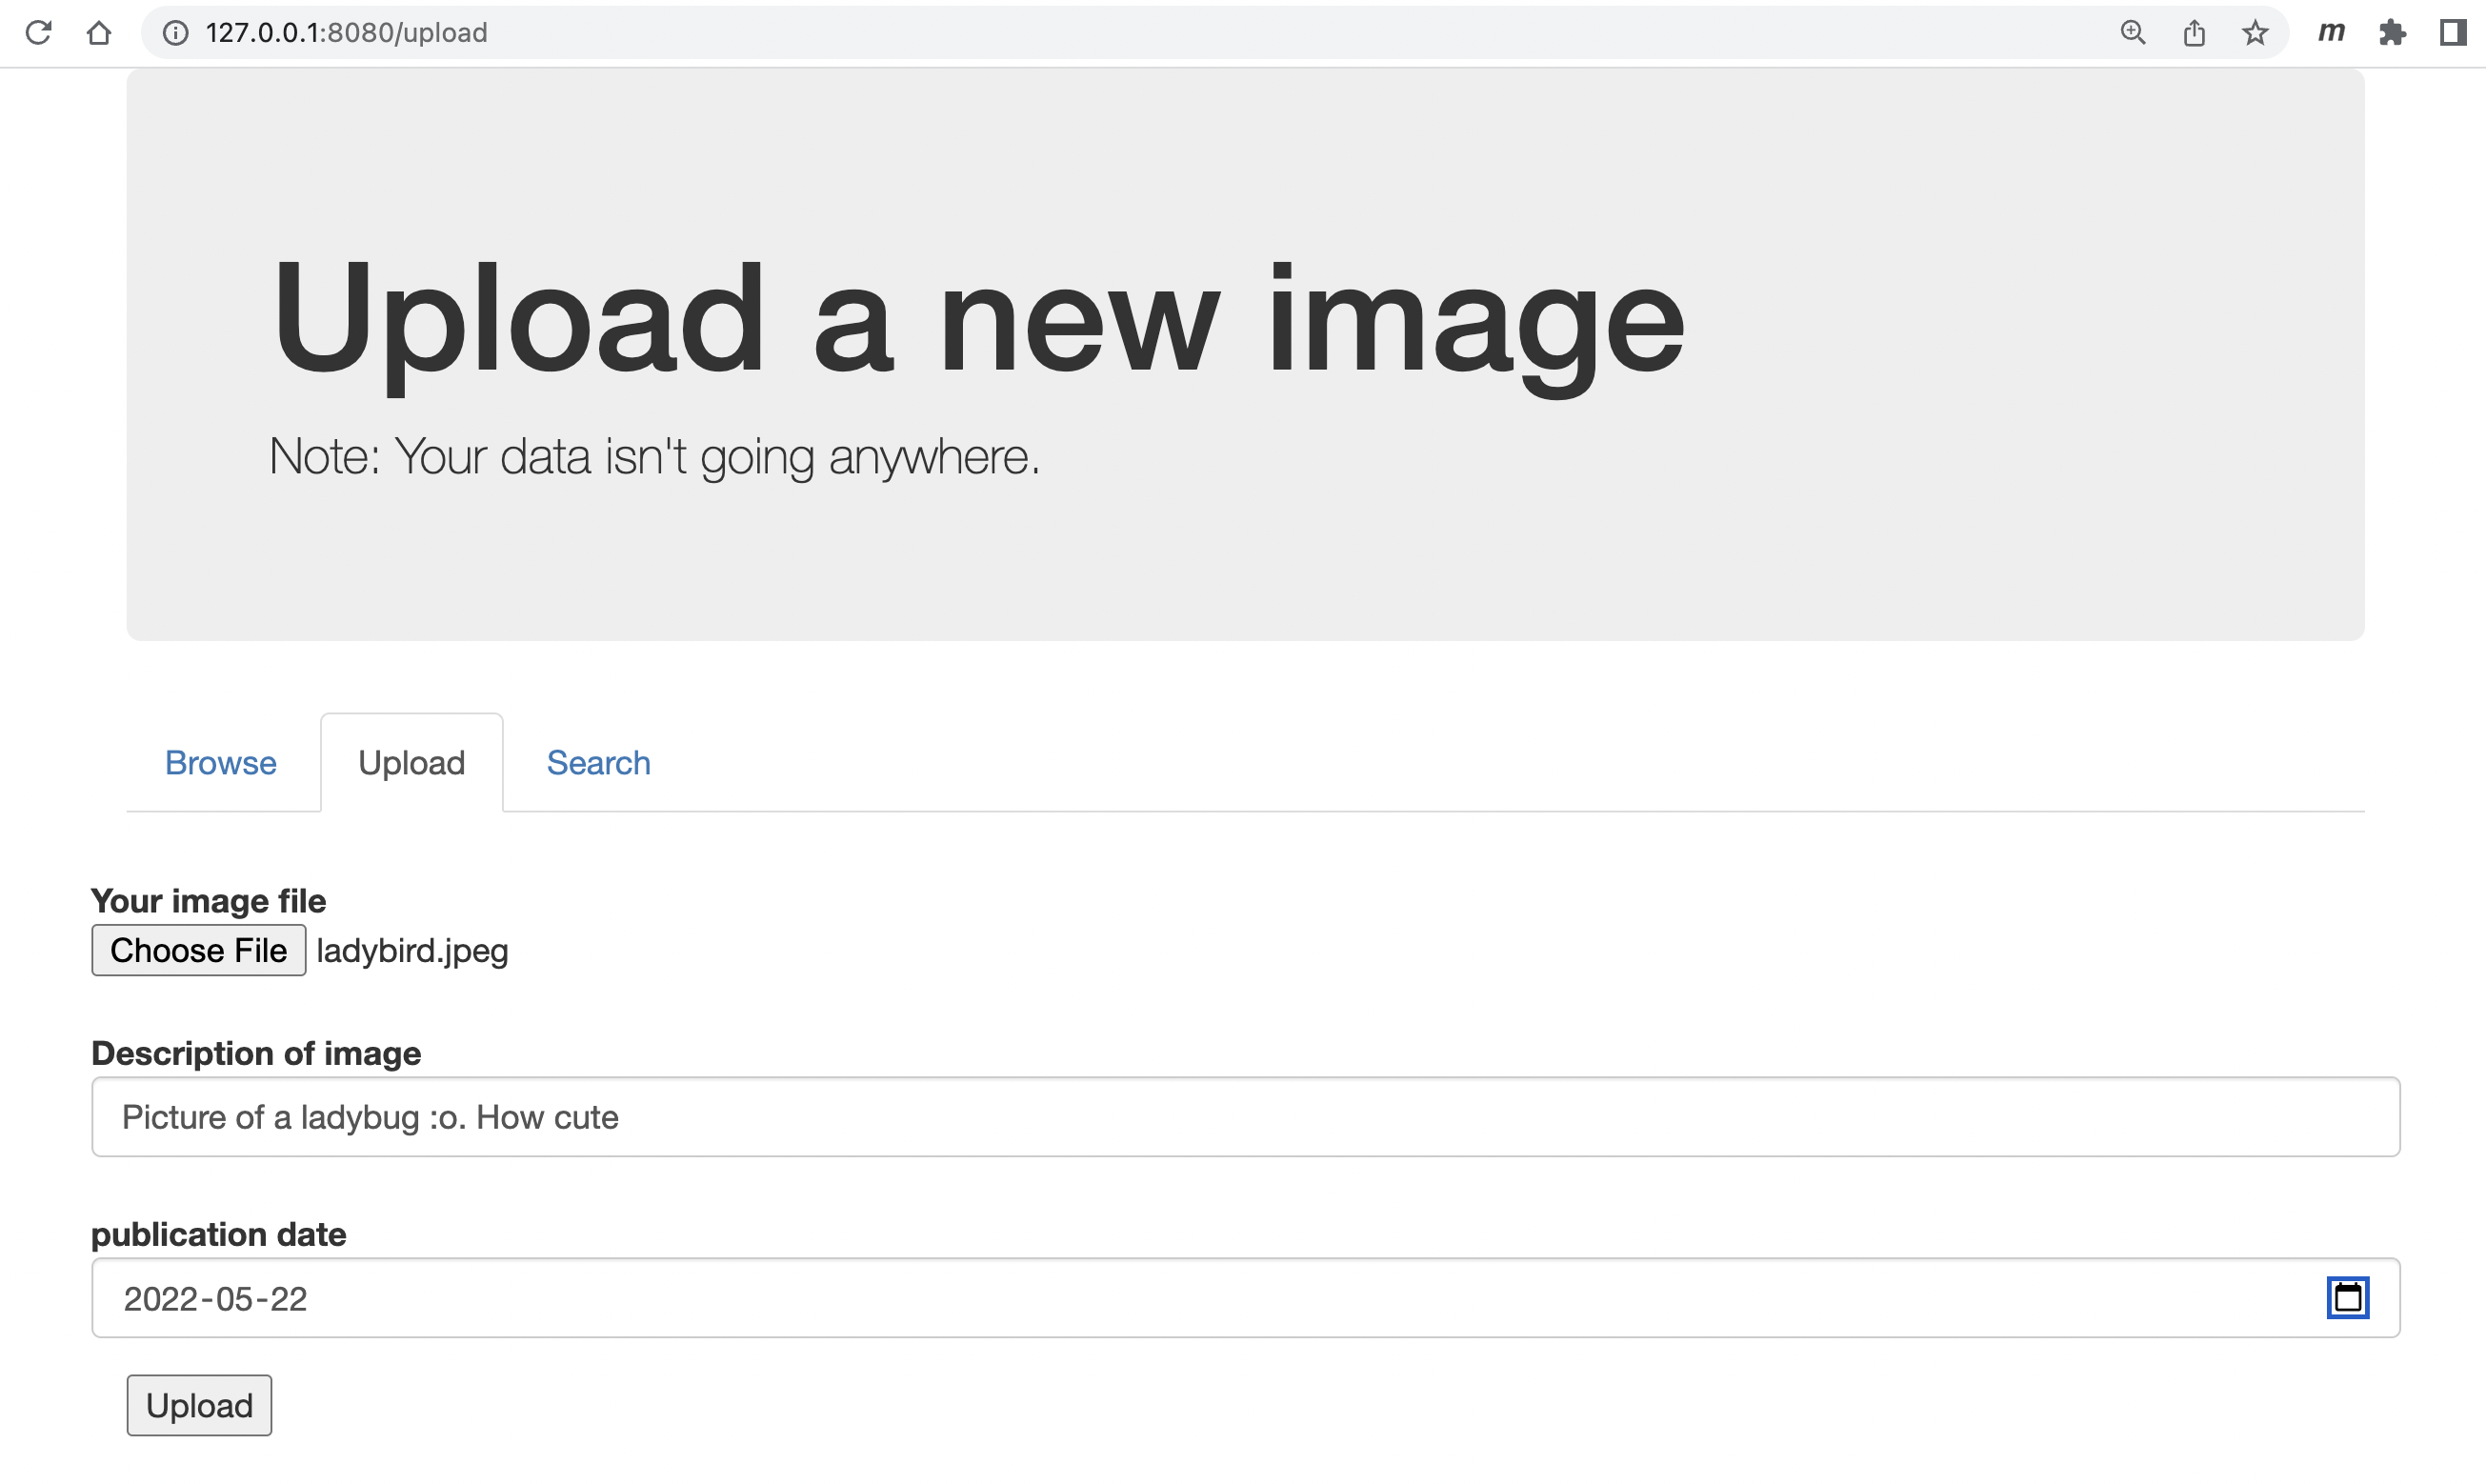 127.0.0.1:8080/upload
m
Upload a new image
Note: Your data isn't going anywhere.
Browse Upload Search
Your image file
Choose File ladybird.jpeg
Description of image
Picture of a ladybug :o. How cute
publication date
2022-05-22
Upload